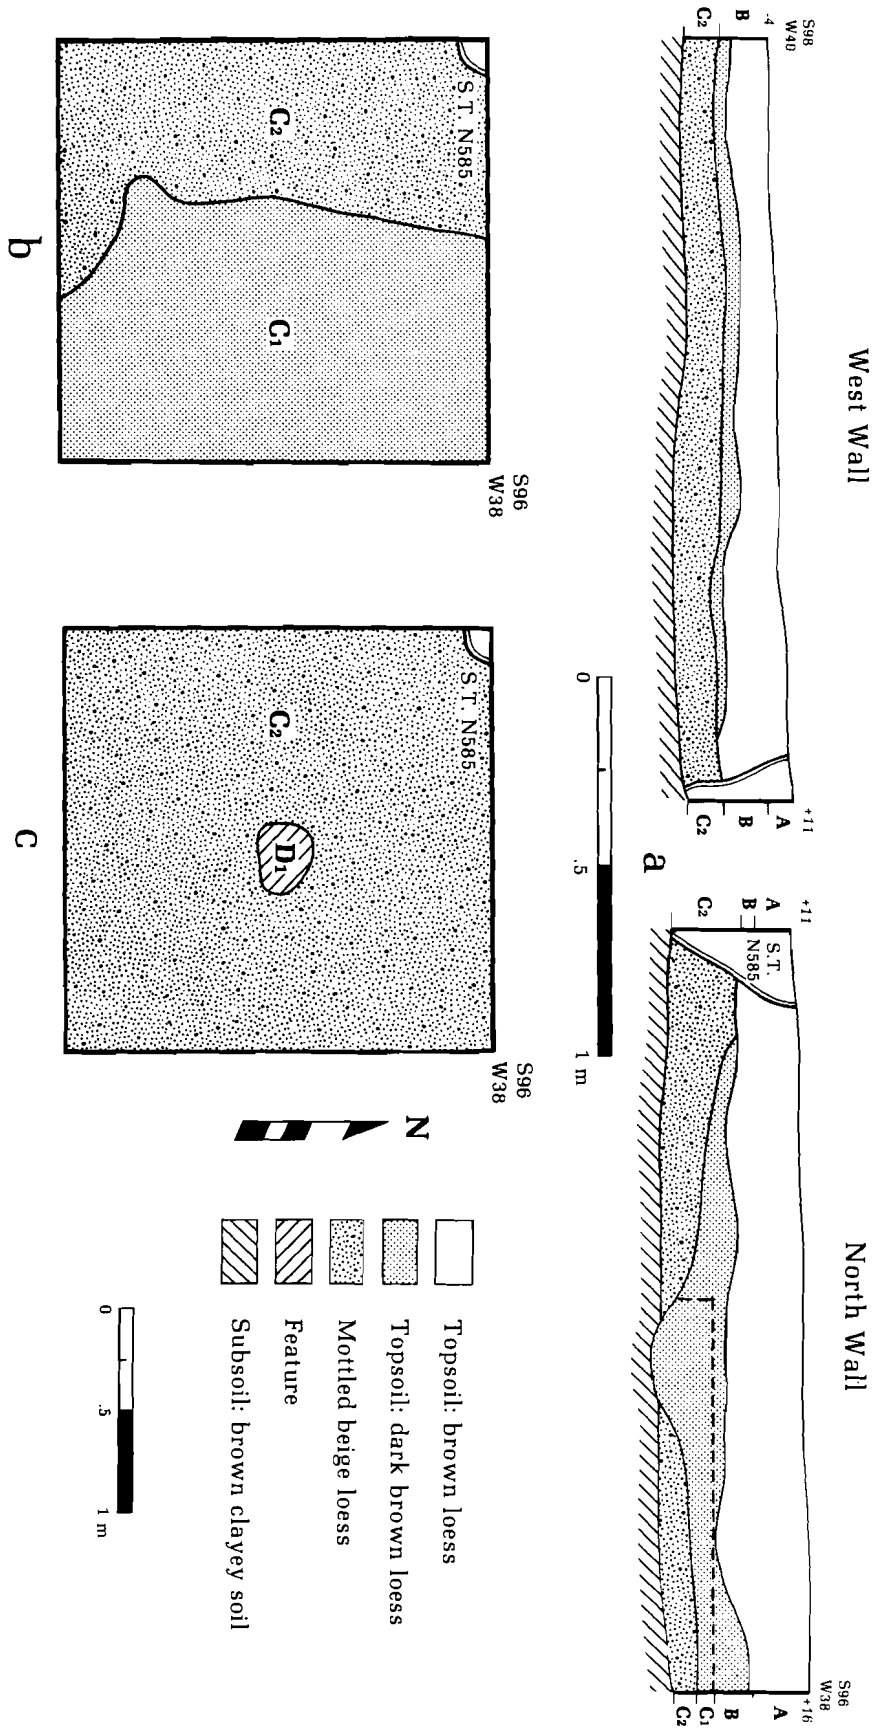 West Wall
S98
W40
-4
B
C2
+11
A
B
C2
North Wall
+11
A
B
C2
S T
N585
S96
W38
+16
A
B
C1
C2
a
0
.5
1 m
S T. N585
C2
C1
S96
W38
b
S.T. N585
C2
D1
S96
W38
c
N
Topsoil: brown loess
Topsoil: dark brown loess
Mottled beige loess
Feature
Subsoil: brown clayey soil
0
.5
1 m